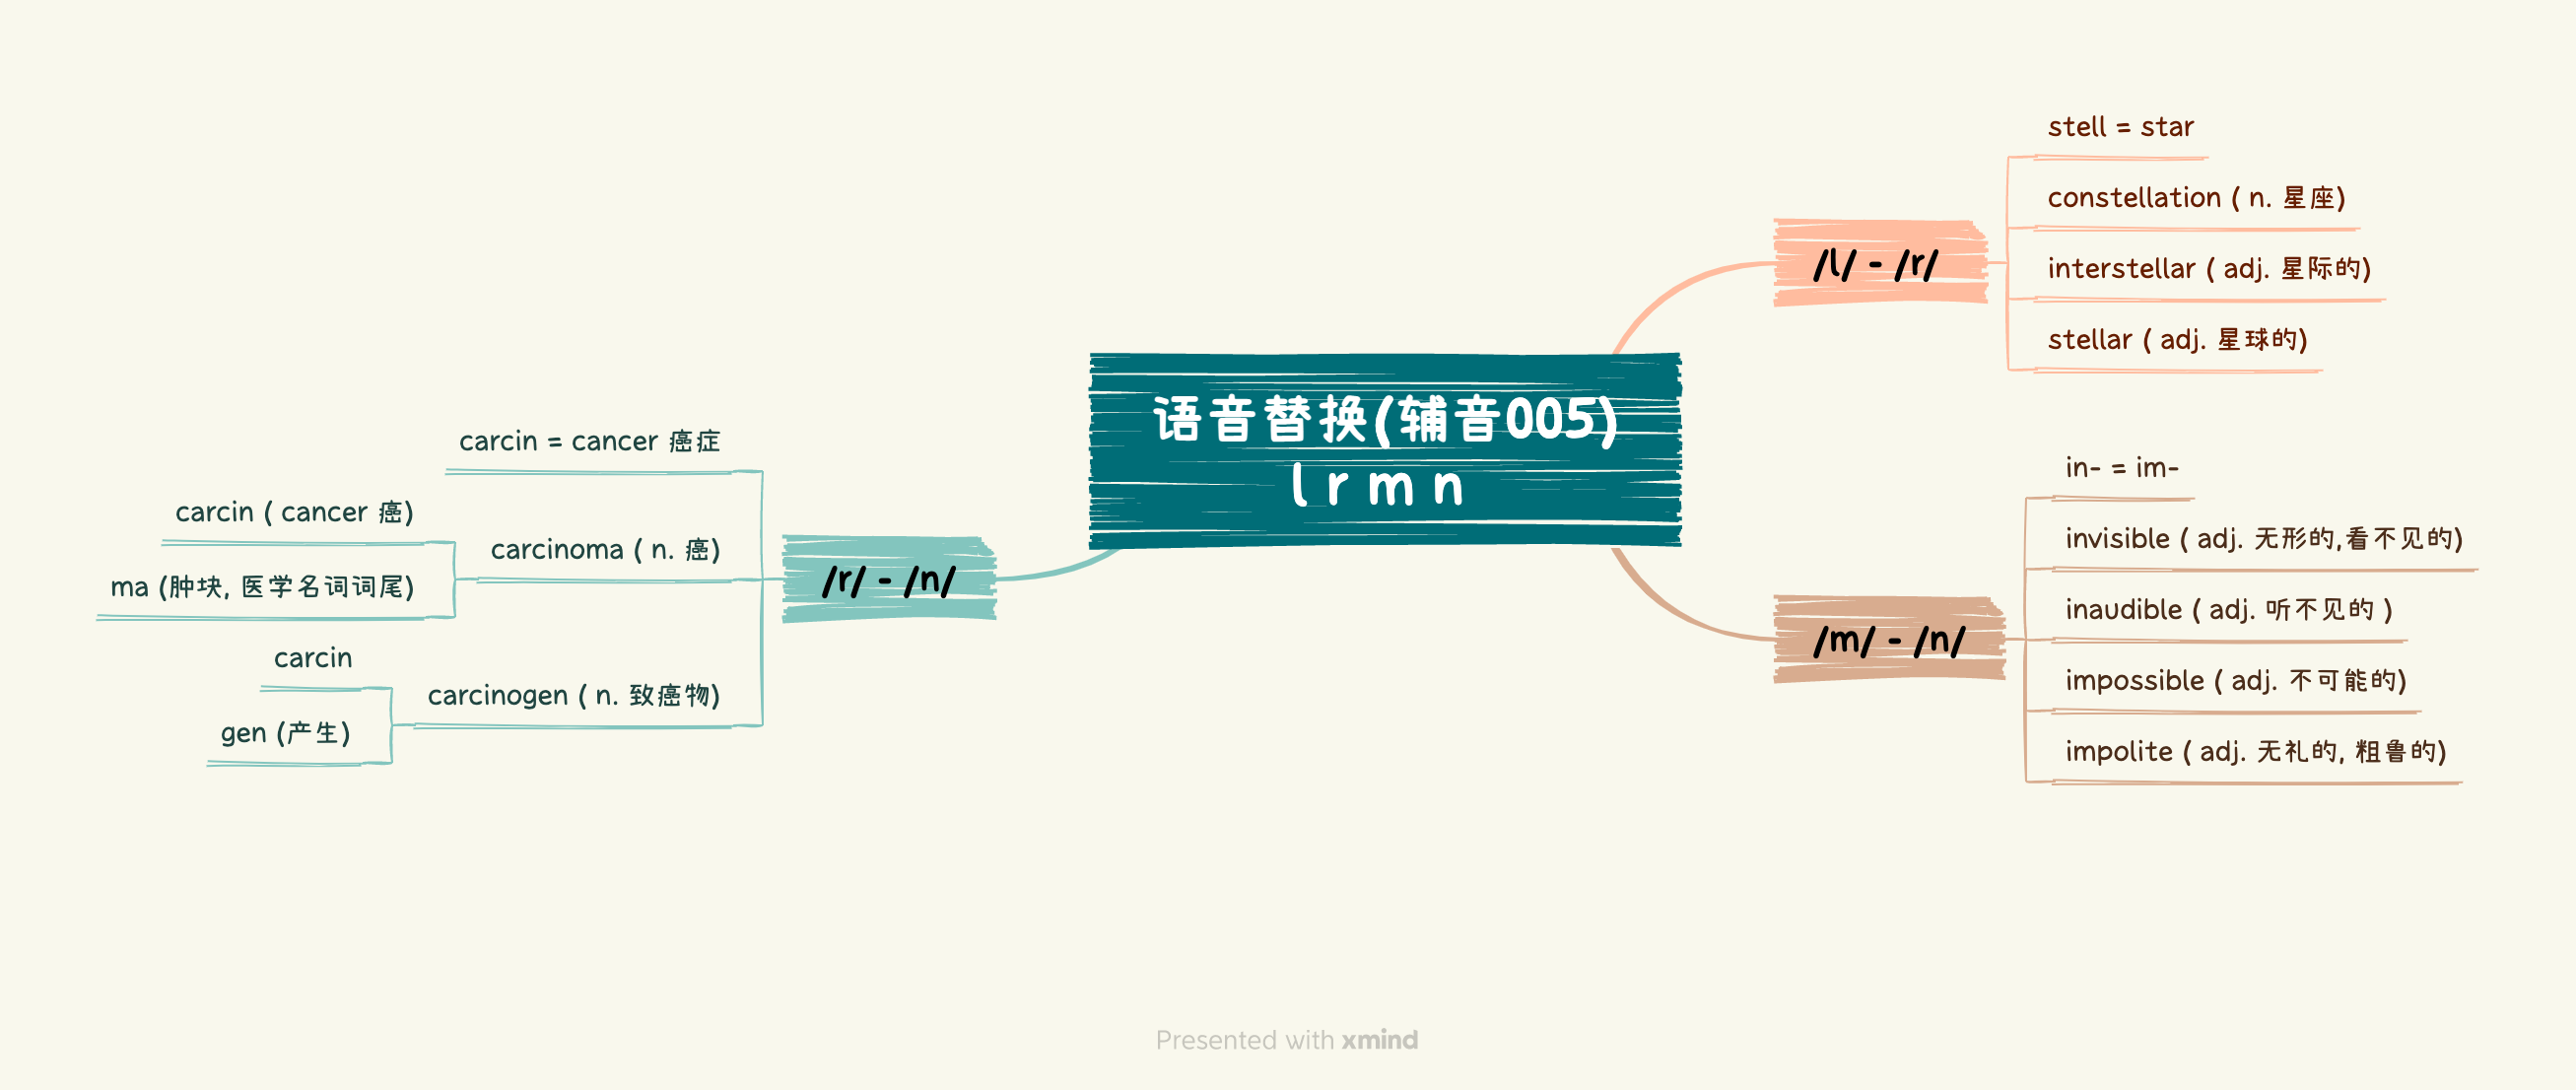 语音替换(辅音005)
l r m n
/l/ - /r/
stell = star
constellation ( n. 星座)
interstellar ( adj. 星际的)
stellar ( adj. 星球的)
/m/ - /n/
in- = im-
invisible ( adj. 无形的,看不见的)
inaudible ( adj. 听不见的 )
impossible ( adj. 不可能的)
impolite ( adj. 无礼的, 粗鲁的)
/r/ - /n/
carcin = cancer 癌症
carcinoma ( n. 癌)
carcin ( cancer 癌)
ma (肿块, 医学名词词尾)
carcinogen ( n. 致癌物)
carcin
gen (产生)
Presented with xmind